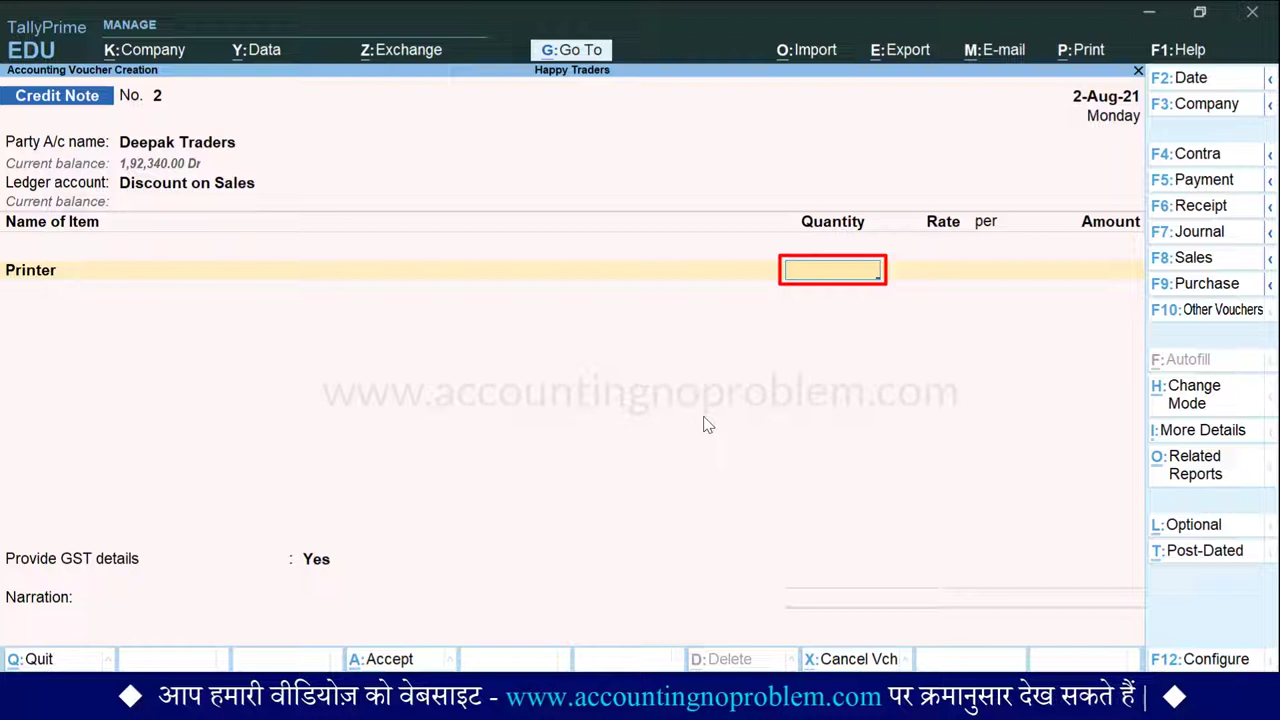 TallyPrime
EDU
MANAGE
K:Company Y:Data Z:Exchange G:Go To O:Import E:Export M:E-mail P:Print F1:Help
Accounting Voucher Creation Happy Traders
Credit Note No. 2 2-Aug-21
Monday
Party A/c name: Deepak Traders
Current balance: 1,92,340.00 Dr
Ledger account: Discount on Sales
Current balance:
Name of Item Quantity Rate per Amount
Printer
www.accountingnoproblem.com
Provide GST details : Yes
Narration:
F2:Date
F3:Company
F4:Contra
F5:Payment
F6:Receipt
F7:Journal
F8:Sales
F9:Purchase
F10:Other Vouchers
F:Autofill
H:Change
Mode
I:More Details
O:Related
Reports
L:Optional
T:Post-Dated
Q:Quit A:Accept D:Delete X:Cancel Vch F12:Configure
आप हमारी वीडियोज़ को वेबसाइट - www.accountingnoproblem.com पर क्रमानुसार देख सकते हैं |